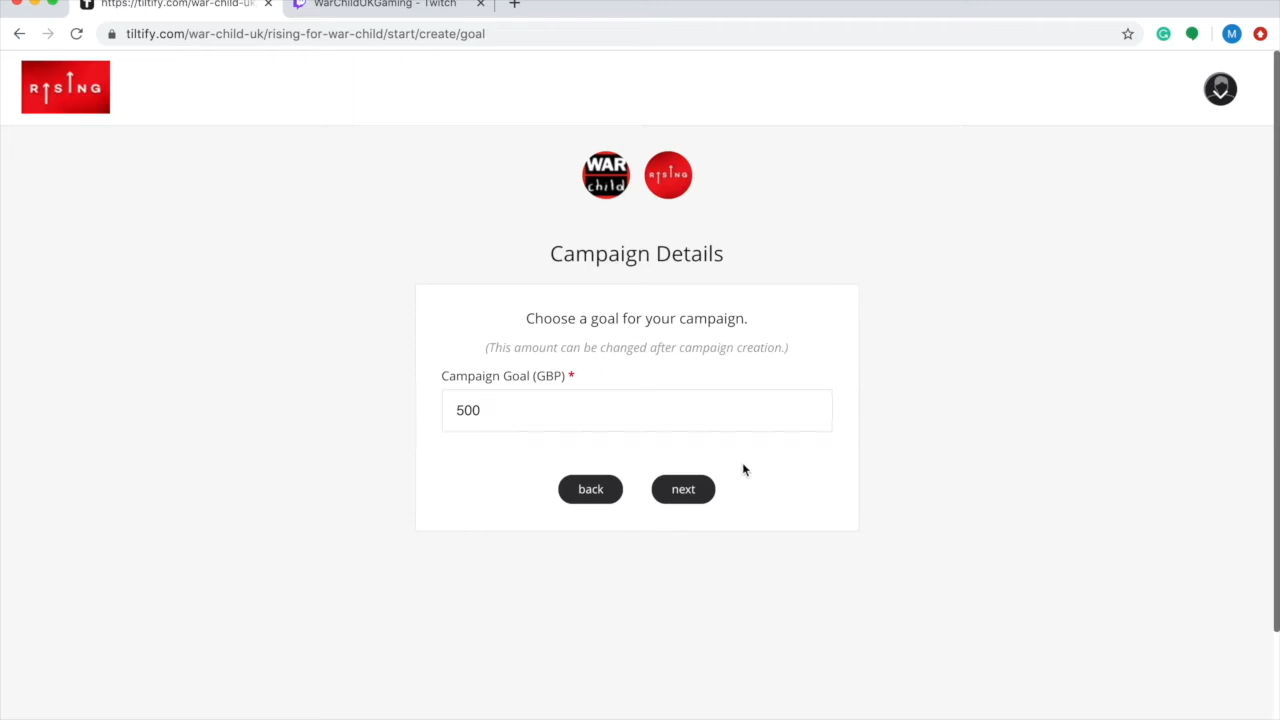 https://tiltify.com/war-child-uk
WarChildUKGaming - Twitch
tiltify.com/war-child-uk/rising-for-war-child/start/create/goal
M
RISING
WAR
child
RISING
Campaign Details
Choose a goal for your campaign.
(This amount can be changed after campaign creation.)
Campaign Goal (GBP) *
500
back
next